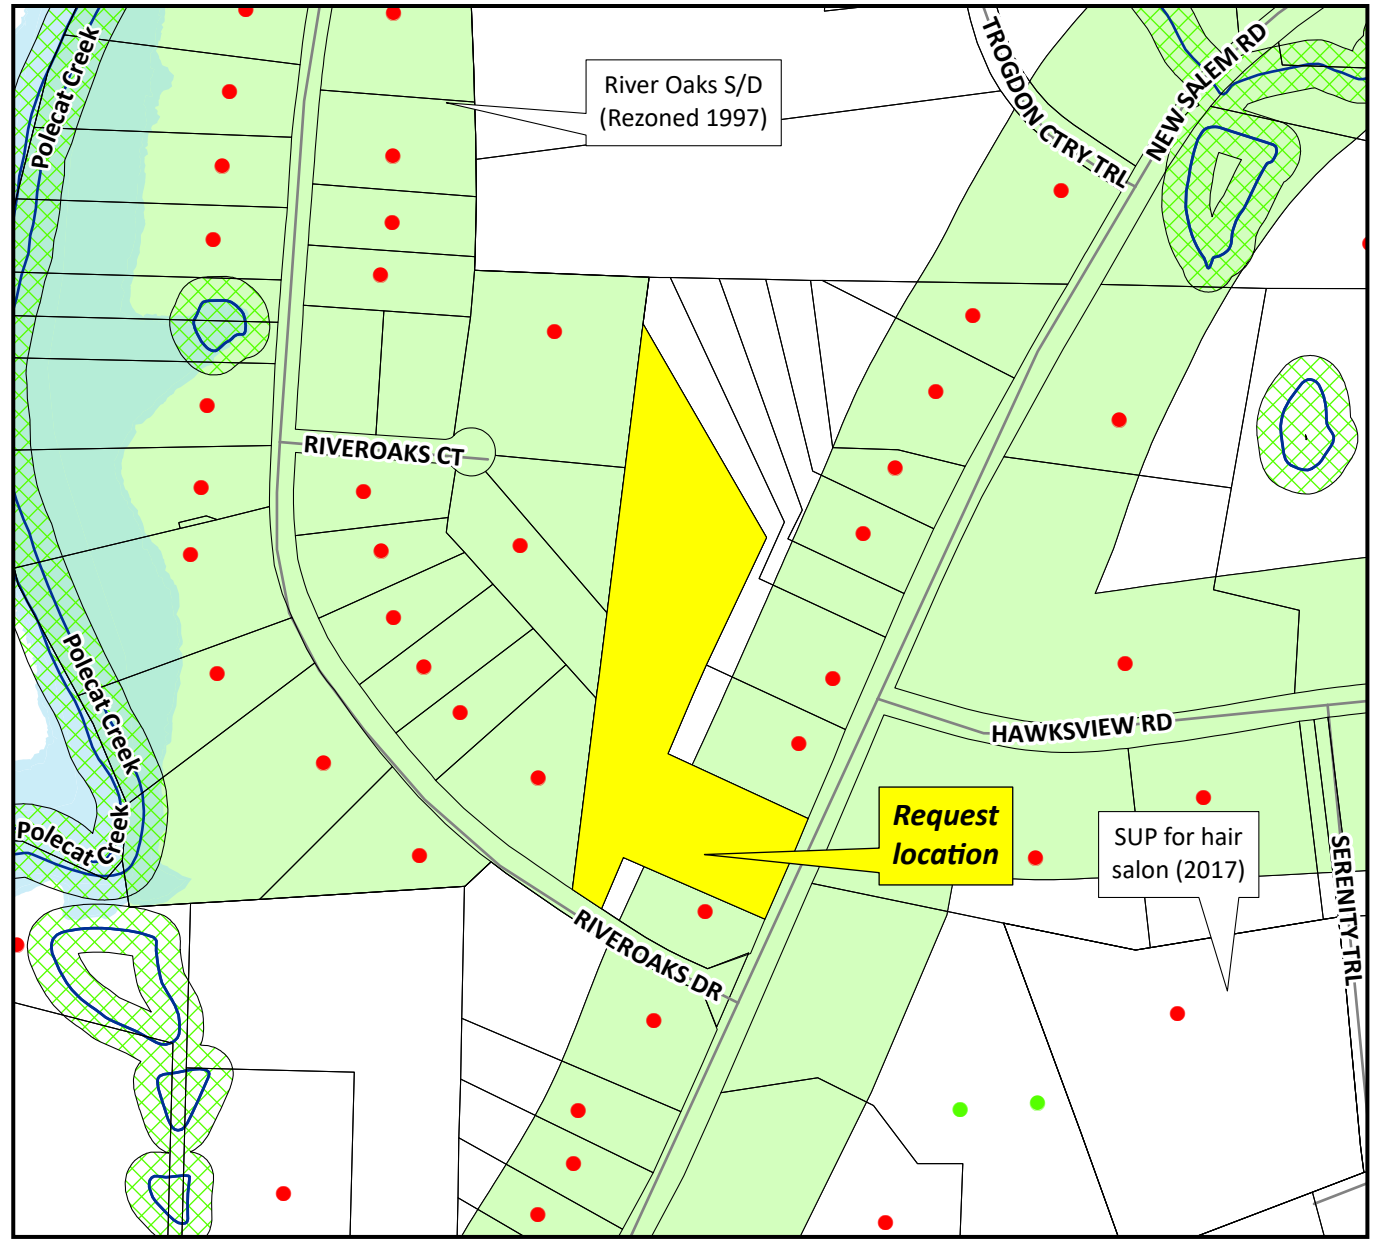 Polecat Creek
TROGDON CTRY TRL
NEW SALEM RD
River Oaks S/D
(Rezoned 1997)
RIVEROAKS CT
Polecat Creek
HAWKSVIEW RD
Request
location
Polecat Creek
SUP for hair
salon (2017)
SERENITY TRL
RIVEROAKS DR